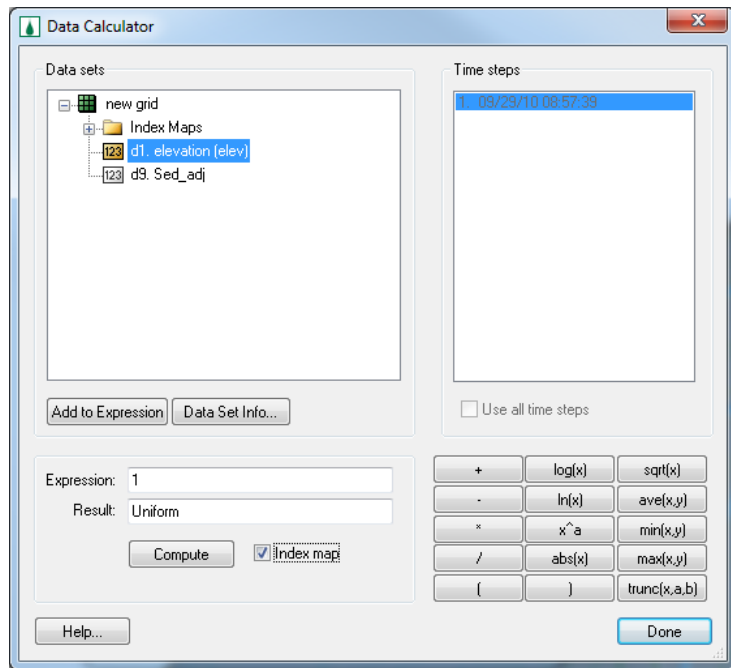 Data Calculator
Data sets
new grid
Index Maps
123 d1. elevation (elev)
123 d9. Sed_adj
Add to Expression
Data Set Info...
Time steps
1. 09/29/10 08:57:39
Use all time steps
Expression: 1
Result: Uniform
Compute
Index map
+ log(x) sqrt(x)
- ln(x) ave(x,y)
* x^a min(x,y)
/ abs(x) max(x,y)
( ) trunc(x,a,b)
Help...
Done